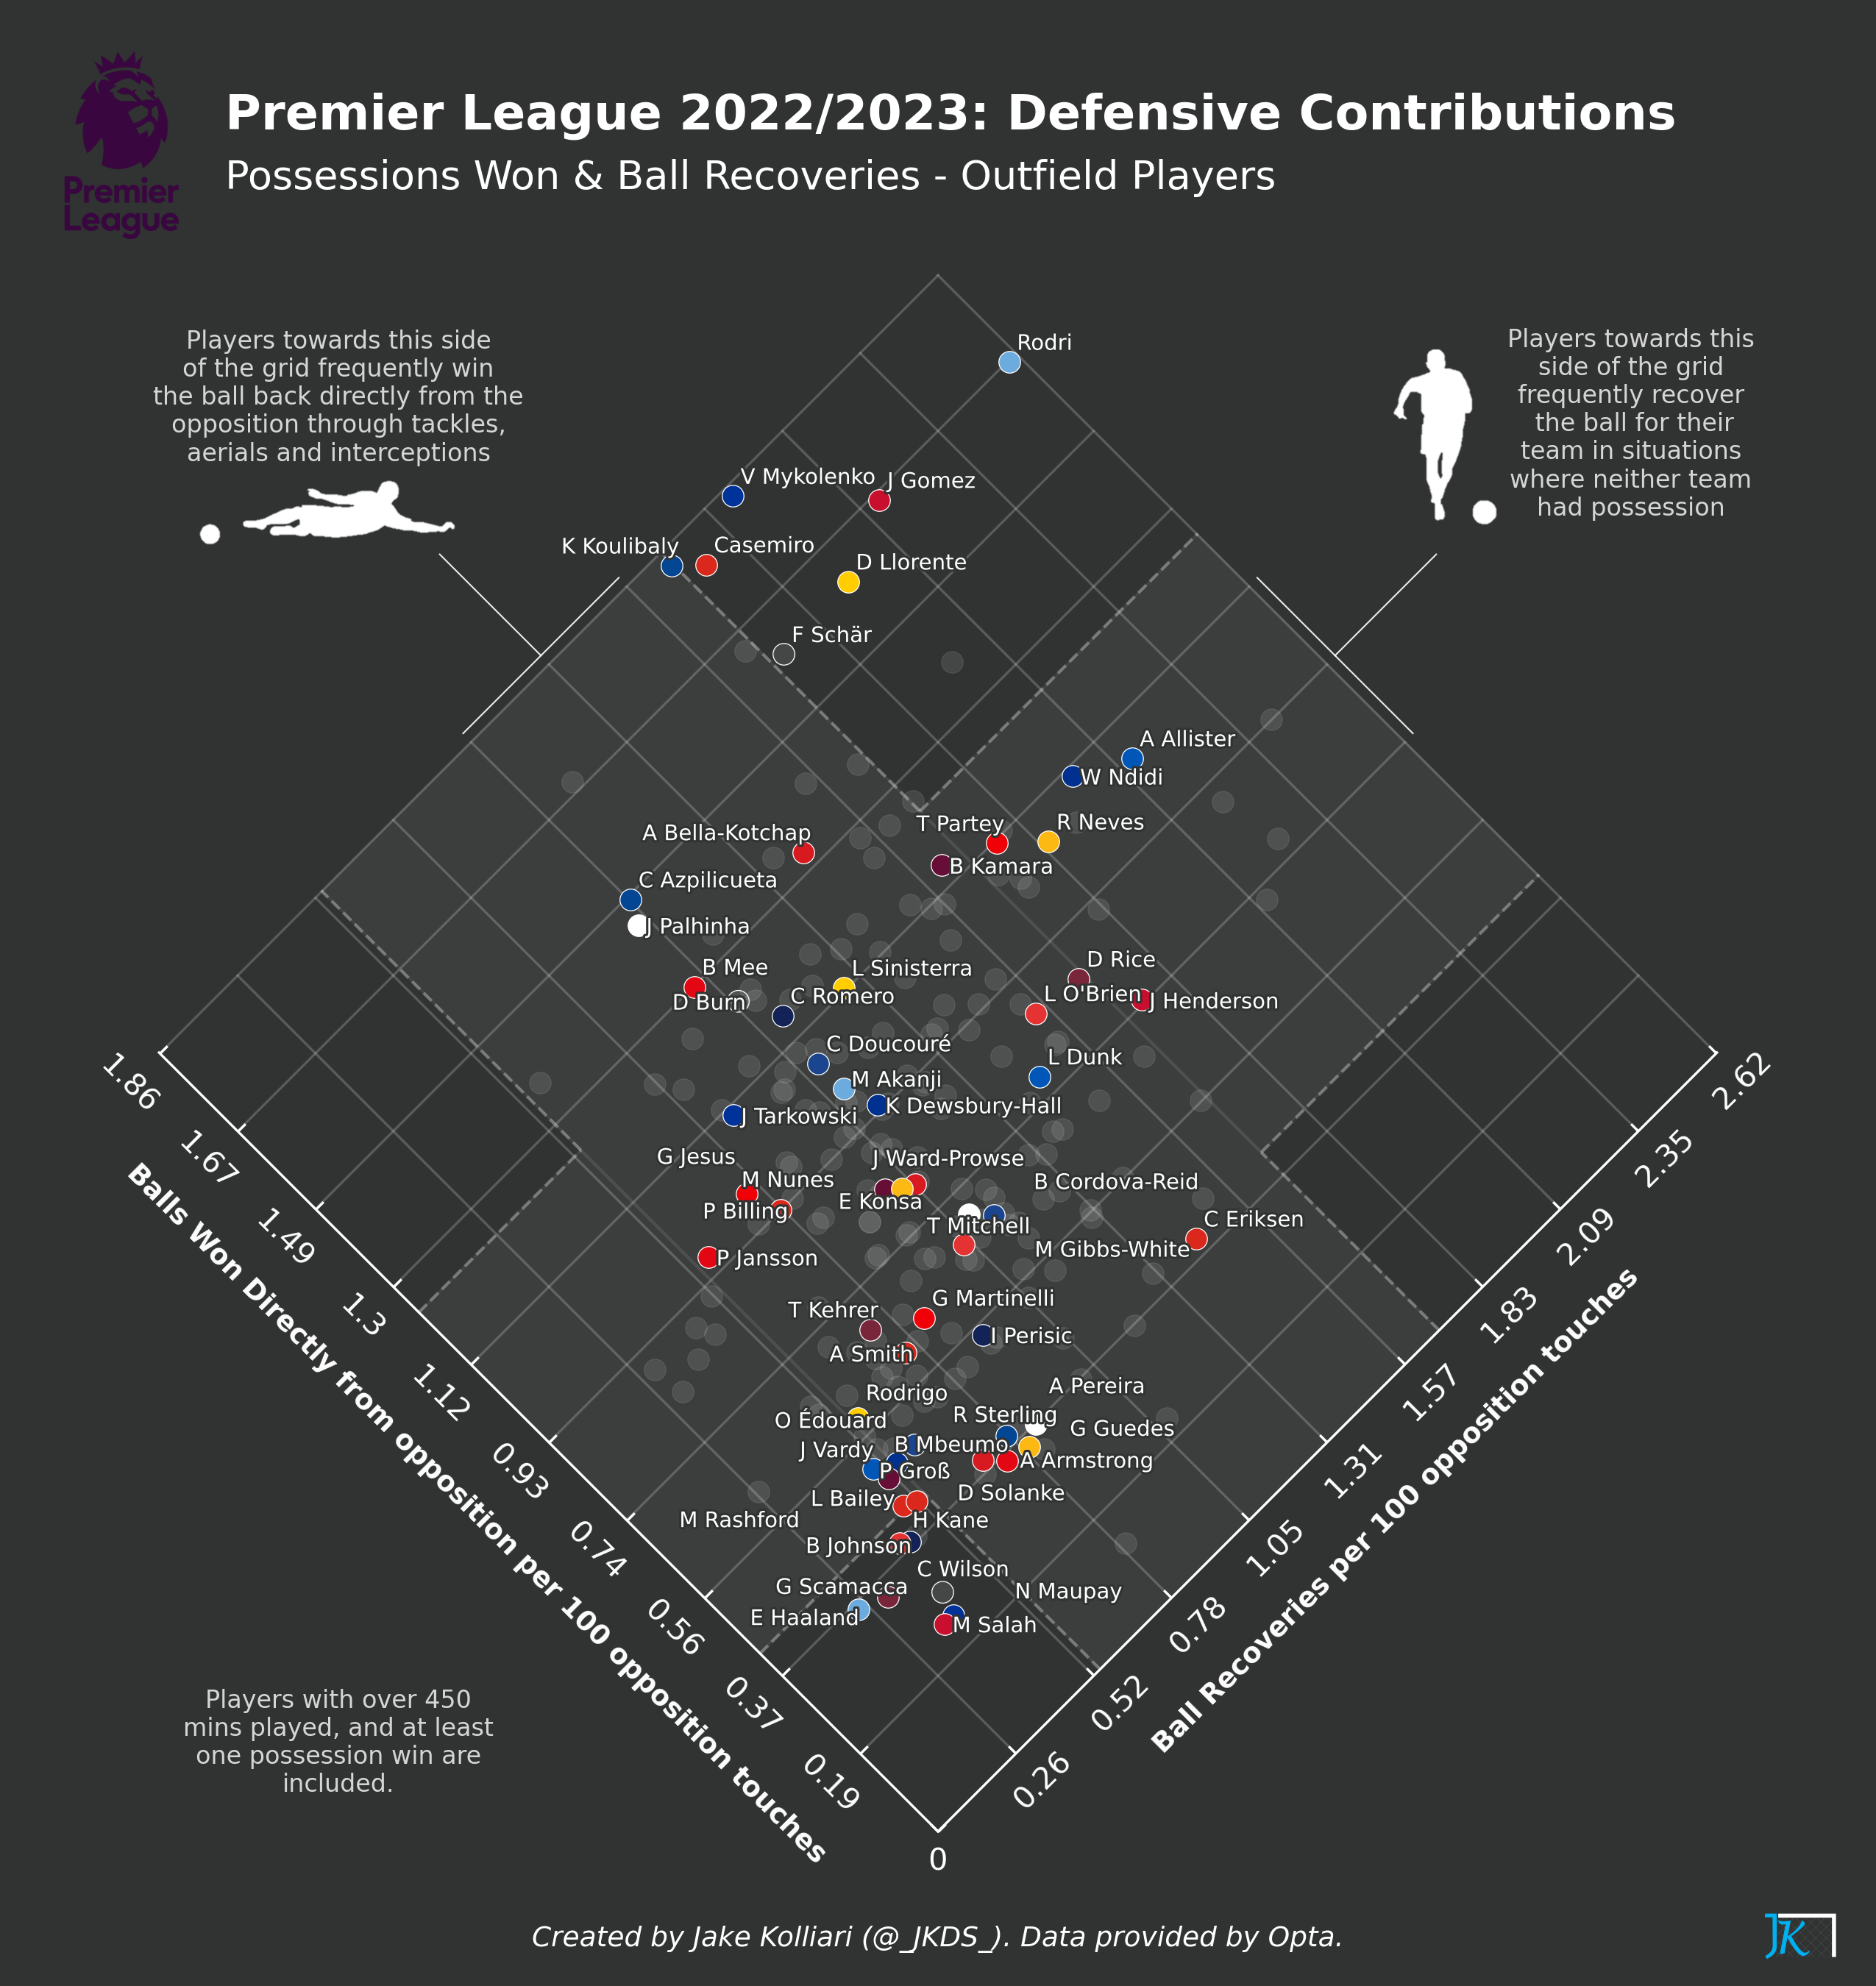 Premier
League
Premier League 2022/2023: Defensive Contributions
Possessions Won & Ball Recoveries - Outfield Players
Players towards this side
of the grid frequently win
the ball back directly from the
opposition through tackles,
aerials and interceptions
Players towards this
side of the grid
frequently recover
the ball for their
team in situations
where neither team
had possession
Rodri
V Mykolenko
J Gomez
K Koulibaly
Casemiro
D Llorente
F Schär
A Allister
W Ndidi
T Partey
R Neves
A Bella-Kotchap
B Kamara
C Azpilicueta
J Palhinha
B Mee
L Sinisterra
D Rice
D Burn
C Romero
L O'Brien
J Henderson
C Doucouré
L Dunk
M Akanji
K Dewsbury-Hall
J Tarkowski
G Jesus
J Ward-Prowse
M Nunes
B Cordova-Reid
E Konsa
P Billing
T Mitchell
C Eriksen
M Gibbs-White
P Jansson
G Martinelli
T Kehrer
I Perisic
A Smith
A Pereira
Rodrigo
R Sterling
O Édouard
G Guedes
B Mbeumo
J Vardy
A Armstrong
P Groß
D Solanke
L Bailey
M Rashford
H Kane
B Johnson
C Wilson
G Scamacca
N Maupay
E Haaland
M Salah
1.86
1.67
1.49
1.3
1.12
0.93
0.74
0.56
0.37
0.19
0
0.26
0.52
0.78
1.05
1.31
1.57
1.83
2.09
2.35
2.62
Balls Won Directly from opposition per 100 opposition touches
Ball Recoveries per 100 opposition touches
Players with over 450
mins played, and at least
one possession win are
included.
Created by Jake Kolliari (@_JKDS_). Data provided by Opta.
JK